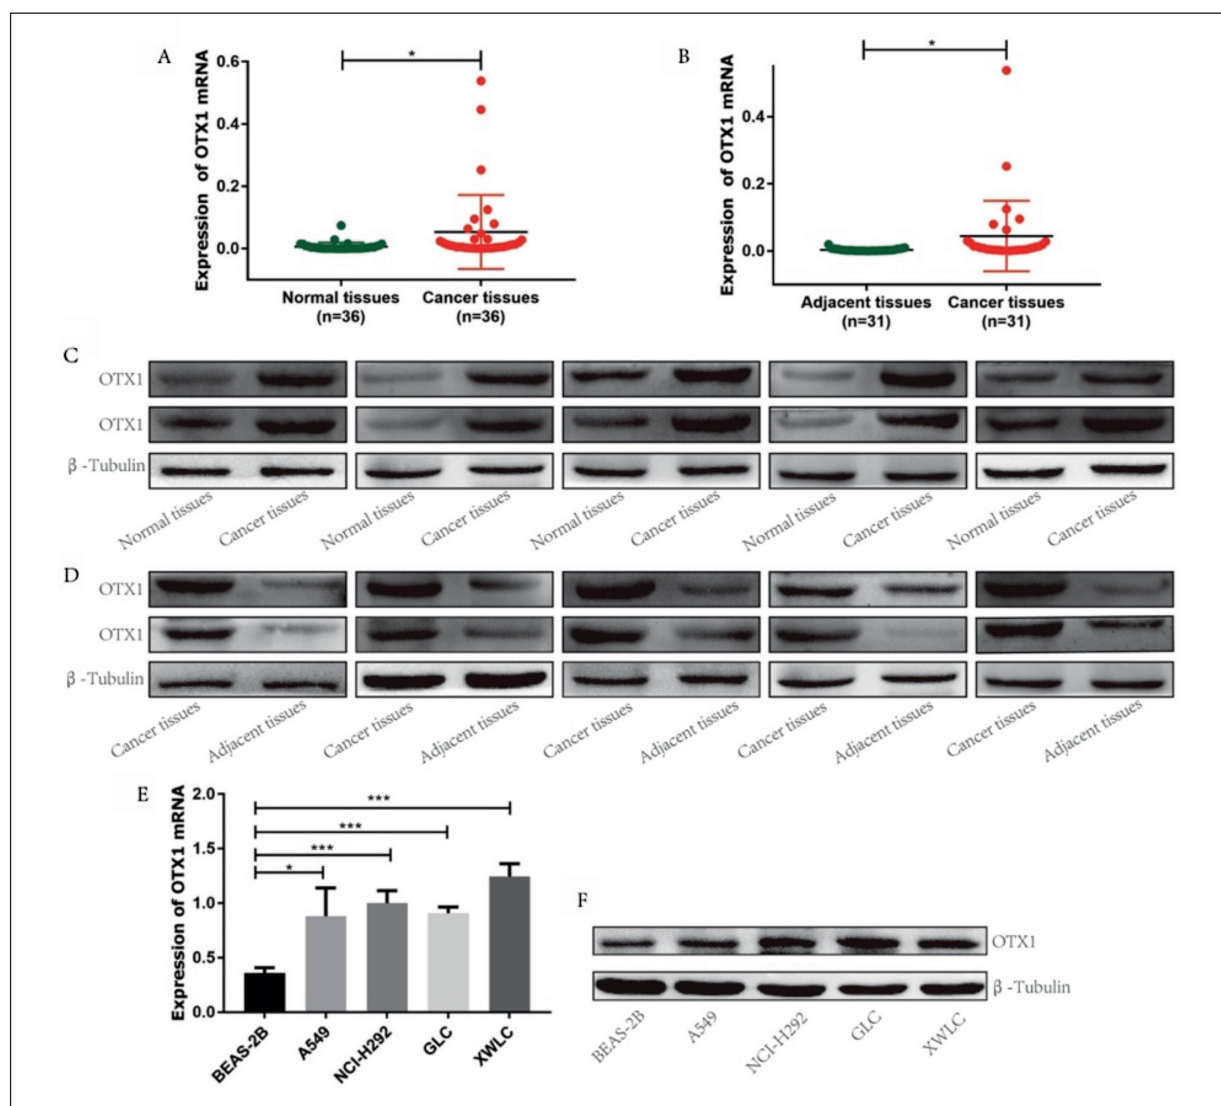 A
*
0.6
0.4
0.2
0.0
Expression of OTX1 mRNA
Normal tissues
(n=36)
Cancer tissues
(n=36)
B
*
0.4
0.2
0.0
Expression of OTX1 mRNA
Adjacent tissues
(n=31)
Cancer tissues
(n=31)
C
OTX1
OTX1
β-Tubulin
Normal tissues
Cancer tissues
Normal tissues
Cancer tissues
Normal tissues
Cancer tissues
Normal tissues
Cancer tissues
Normal tissues
Cancer tissues
D
OTX1
OTX1
β-Tubulin
Cancer tissues
Adjacent tissues
Cancer tissues
Adjacent tissues
Cancer tissues
Adjacent tissues
Cancer tissues
Adjacent tissues
Cancer tissues
Adjacent tissues
E
***
***
***
*
2.0
1.5
1.0
0.5
0.0
Expression of OTX1 mRNA
BEAS-2B
A549
NCI-H292
GLC
XWLC
F
OTX1
β-Tubulin
BEAS-2B
A549
NCI-H292
GLC
XWLC